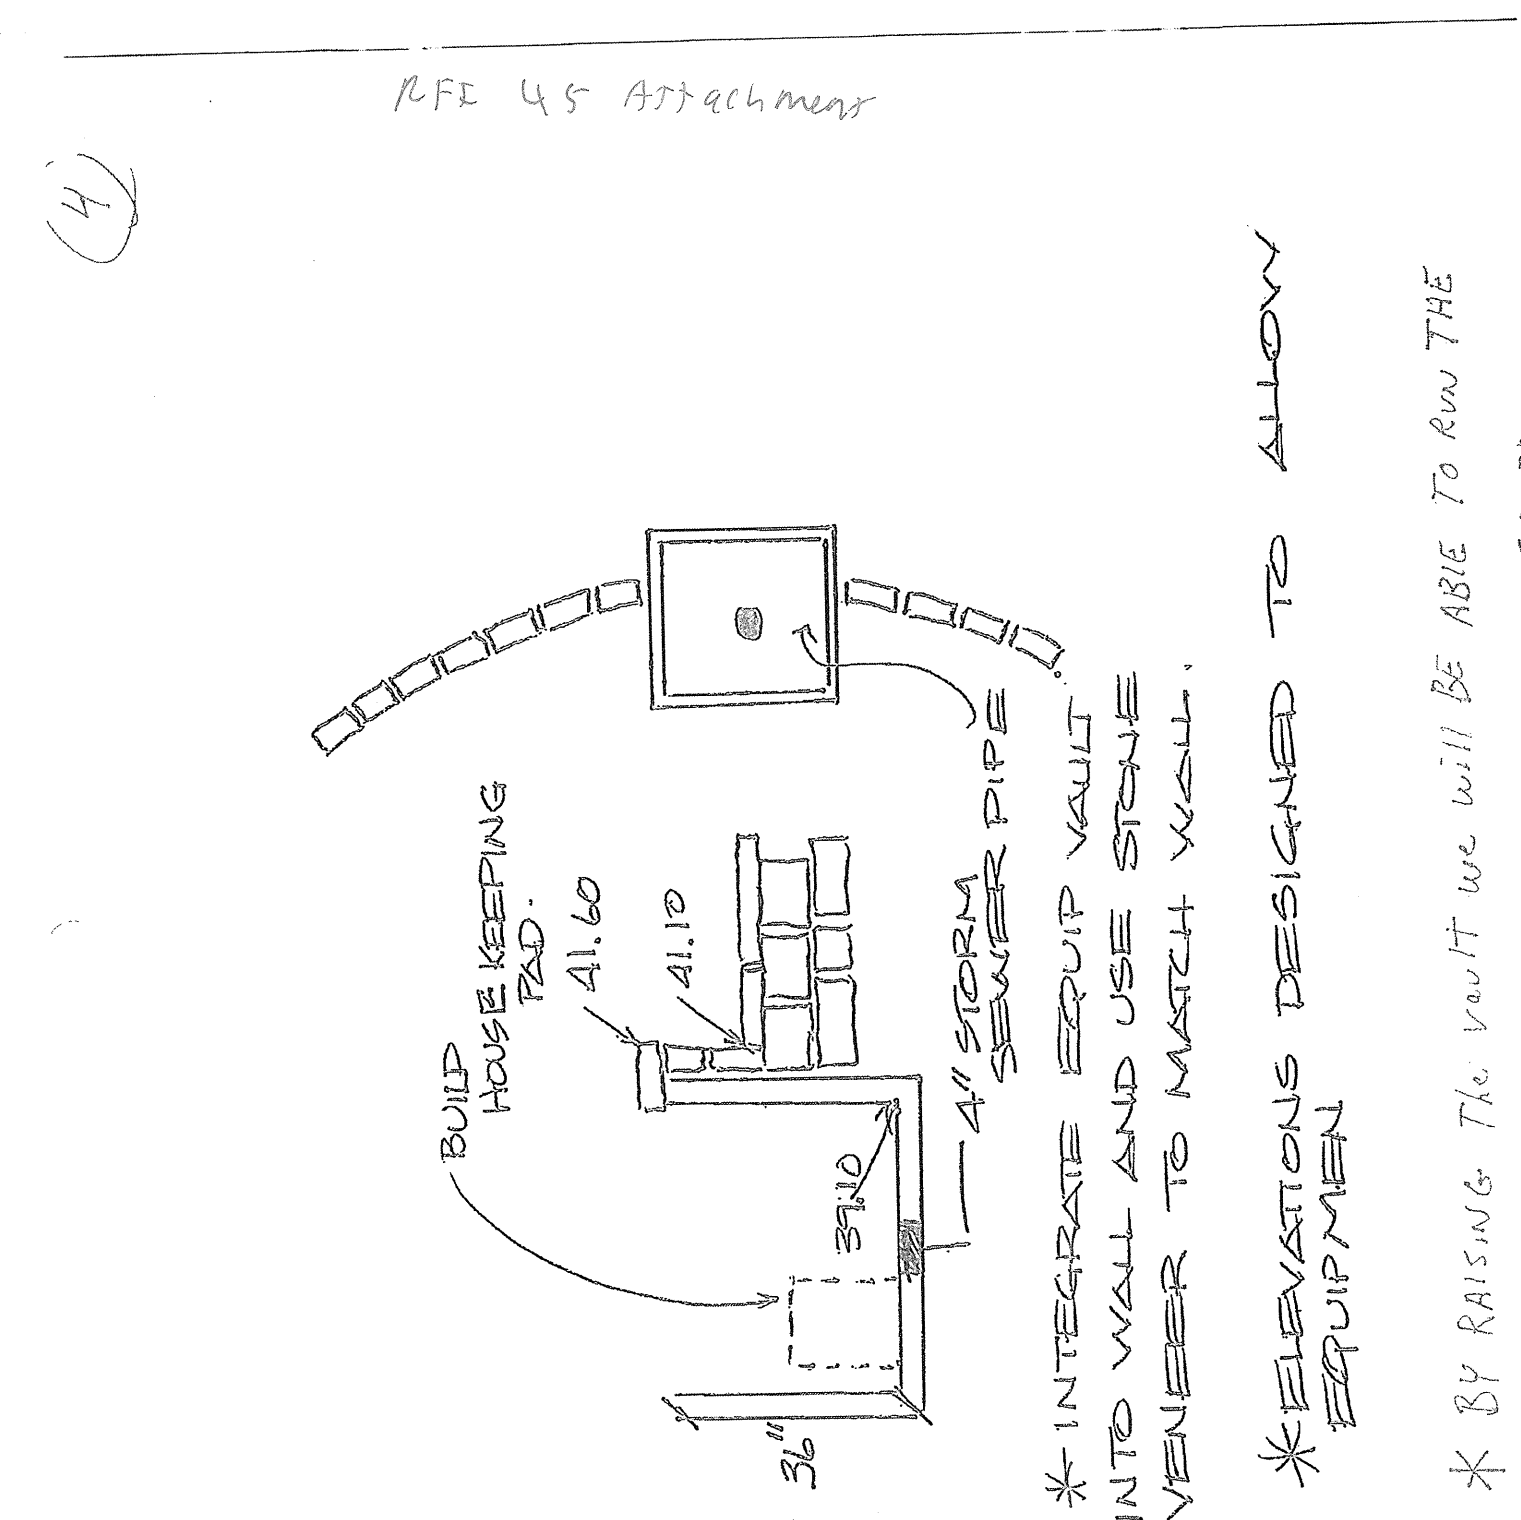 RFI 45 Attachment
4
BUILD
HOUSE KEEPING
PAD.
41.60
41.10
39.10
36"
4" STORM
SEWER PIPE
* INTEGRATE EQUIP VAULT
INTO WALL AND USE STONE
VENEER TO MATCH WALL.
* ELEVATIONS DESIGNED TO ALLOW
EQUIPMEN
* BY RAISING The vault we will BE ABLE TO RUN THE